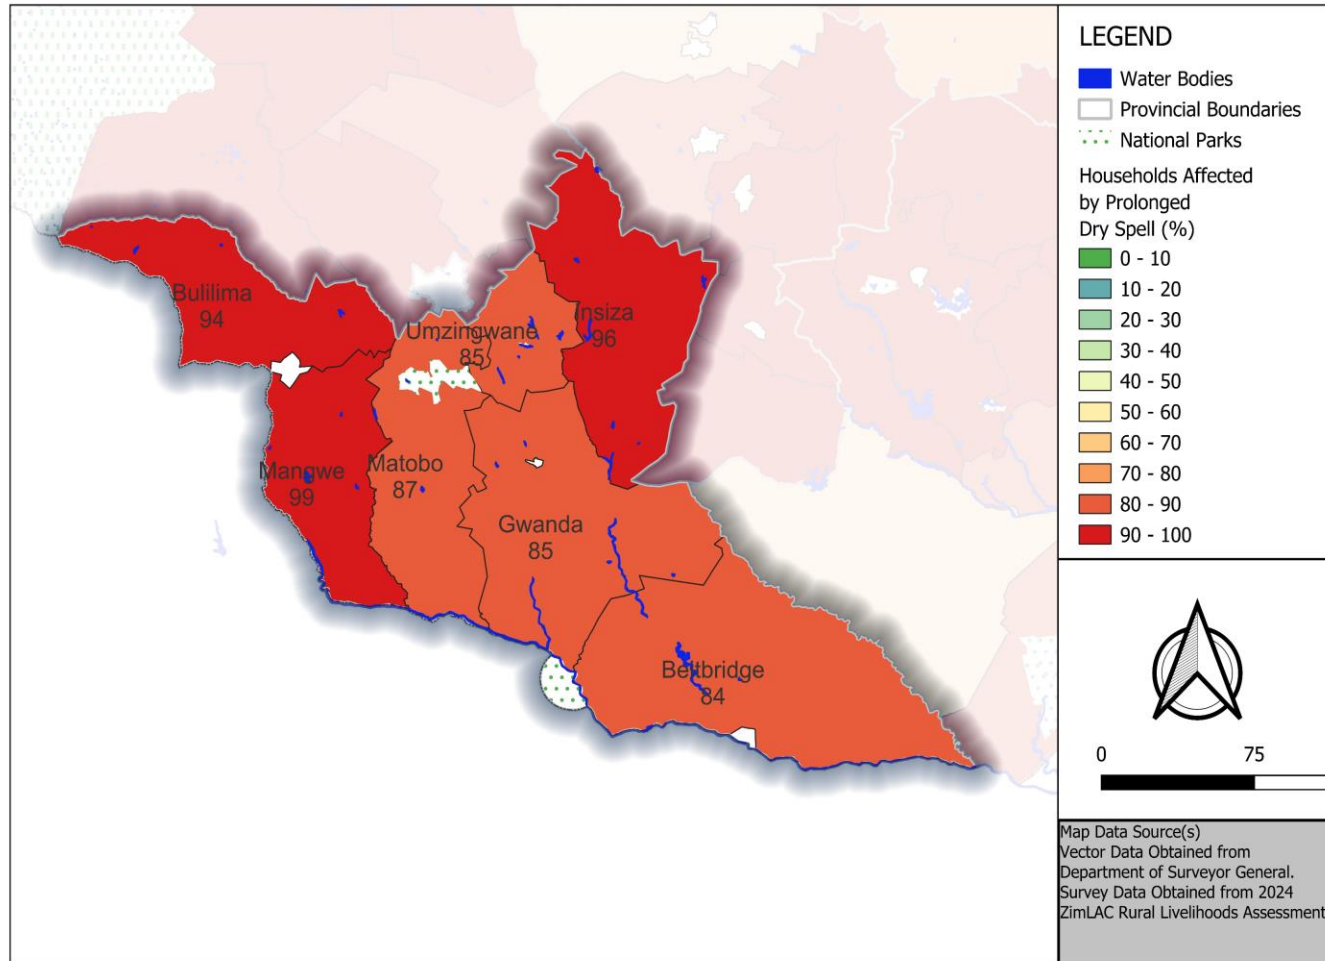 LEGEND
Water Bodies
Provincial Boundaries
National Parks
Households Affected
by Prolonged
Dry Spell (%)
0 - 10
10 - 20
20 - 30
30 - 40
40 - 50
50 - 60
60 - 70
70 - 80
80 - 90
90 - 100
Bulilima
94
Umzingwane
85
Insiza
96
Mangwe
99
Matobo
87
Gwanda
85
Beitbridge
84
0 75
Map Data Source(s)
Vector Data Obtained from
Department of Surveyor General.
Survey Data Obtained from 2024
ZimLAC Rural Livelihoods Assessment